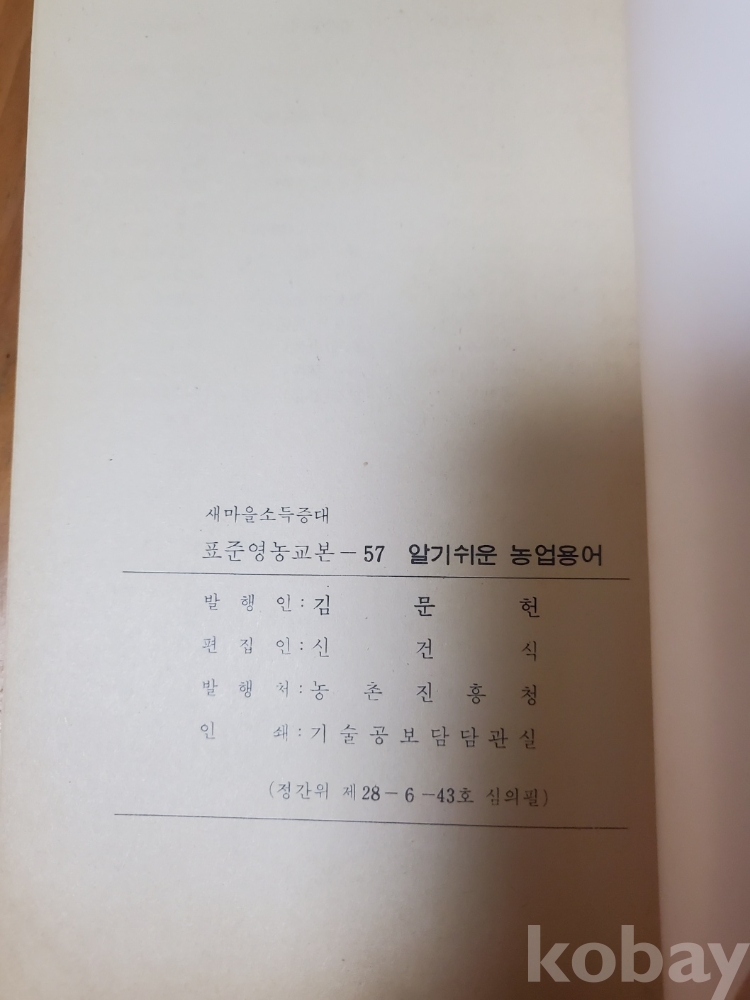 새마을소득증대
표준영농교본-57 알기쉬운 농업용어
발 행 인:김 문 헌
편 집 인:신 건 식
발 행 처:농 촌 진 흥 청
인 쇄:기술공보담담관실
(정간위 제28-6-43호 심의필)
kobay